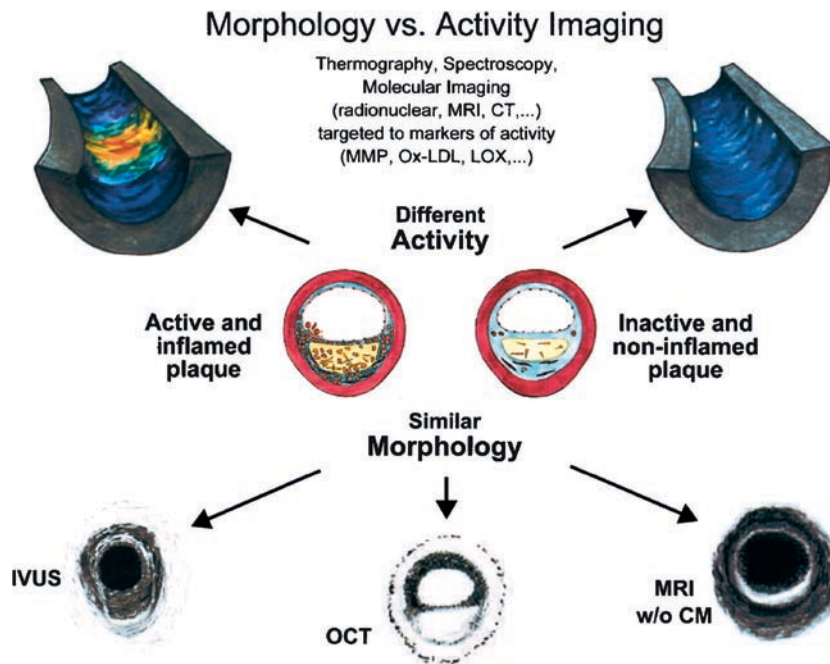 Morphology vs. Activity Imaging
Thermography, Spectroscopy,
Molecular Imaging
(radionuclear, MRI, CT,...)
targeted to markers of activity
(MMP, Ox-LDL, LOX,...)
Different
Activity
Active and
inflamed
plaque
Inactive and
non-inflamed
plaque
Similar
Morphology
IVUS
OCT
MRI
w/o CM